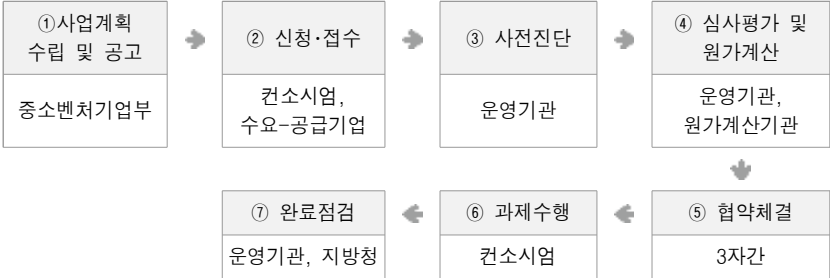 ①사업계획
수립 및 공고
중소벤처기업부
② 신청·접수
컨소시엄,
수요-공급기업
③ 사전진단
운영기관
④ 심사평가 및
원가계산
운영기관,
원가계산기관
⑤ 협약체결
3자간
⑥ 과제수행
컨소시엄
⑦ 완료점검
운영기관, 지방청